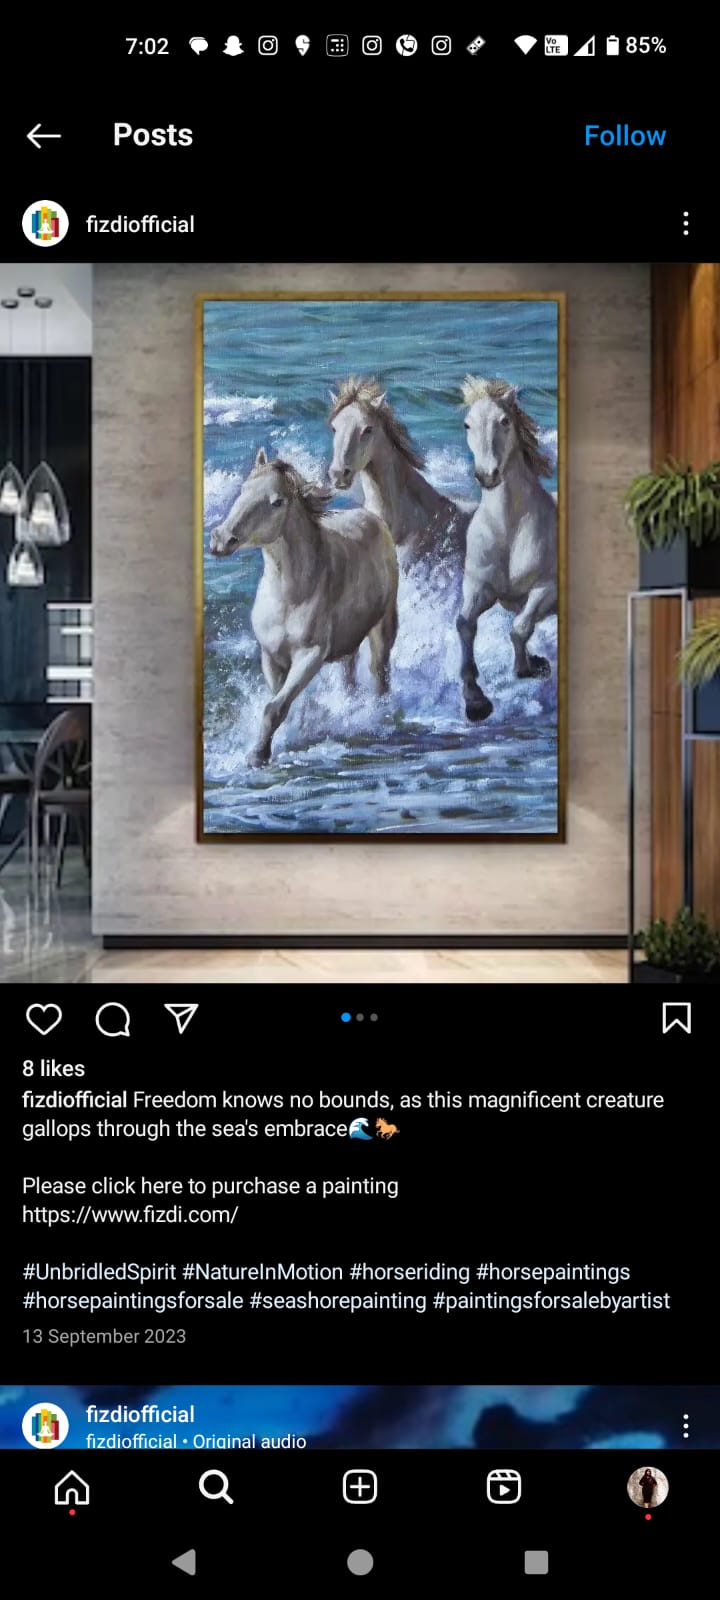 7:02 Vo LTE 85%
Posts Follow
fizdiofficial
8 likes
fizdiofficial Freedom knows no bounds, as this magnificent creature
gallops through the sea's embrace🌊🐎
Please click here to purchase a painting
https://www.fizdi.com/
#UnbridledSpirit #NatureInMotion #horseriding #horsepaintings
#horsepaintingsforsale #seashorepainting #paintingsforsalebyartist
13 September 2023
fizdiofficial
fizdiofficial • Original audio